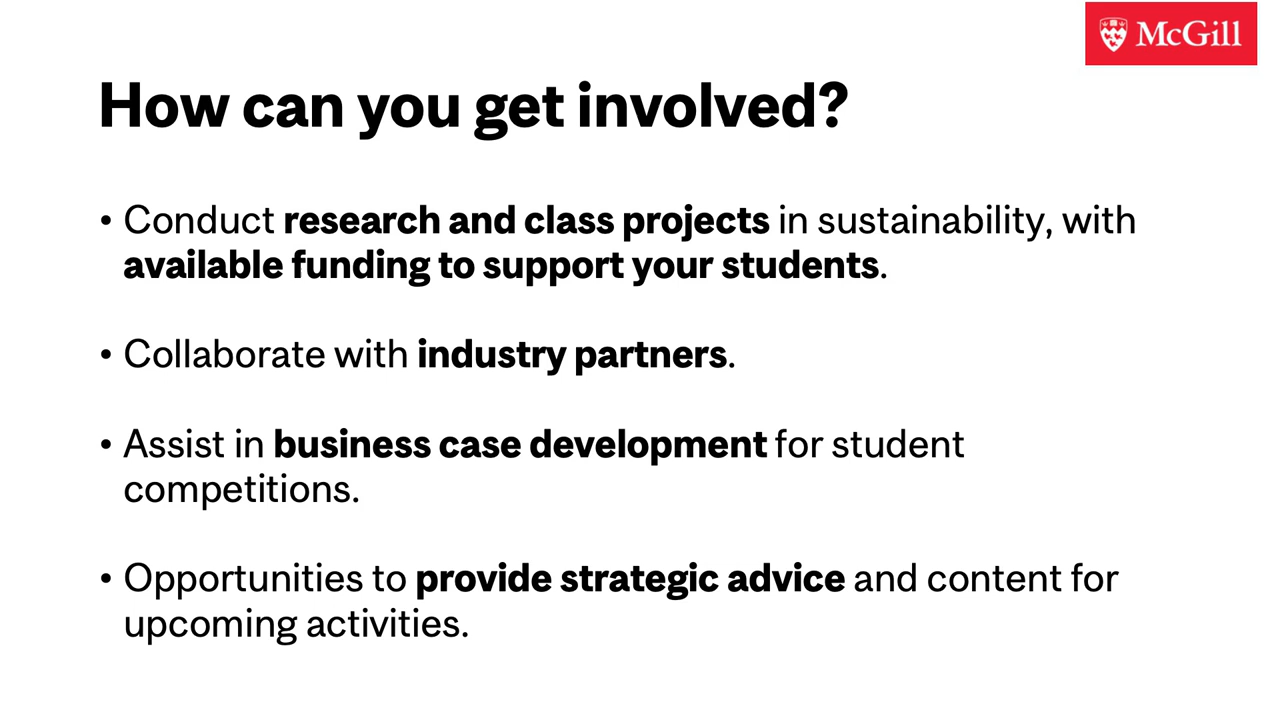 McGill
How can you get involved?
• Conduct research and class projects in sustainability, with
available funding to support your students.
• Collaborate with industry partners.
• Assist in business case development for student
competitions.
• Opportunities to provide strategic advice and content for
upcoming activities.